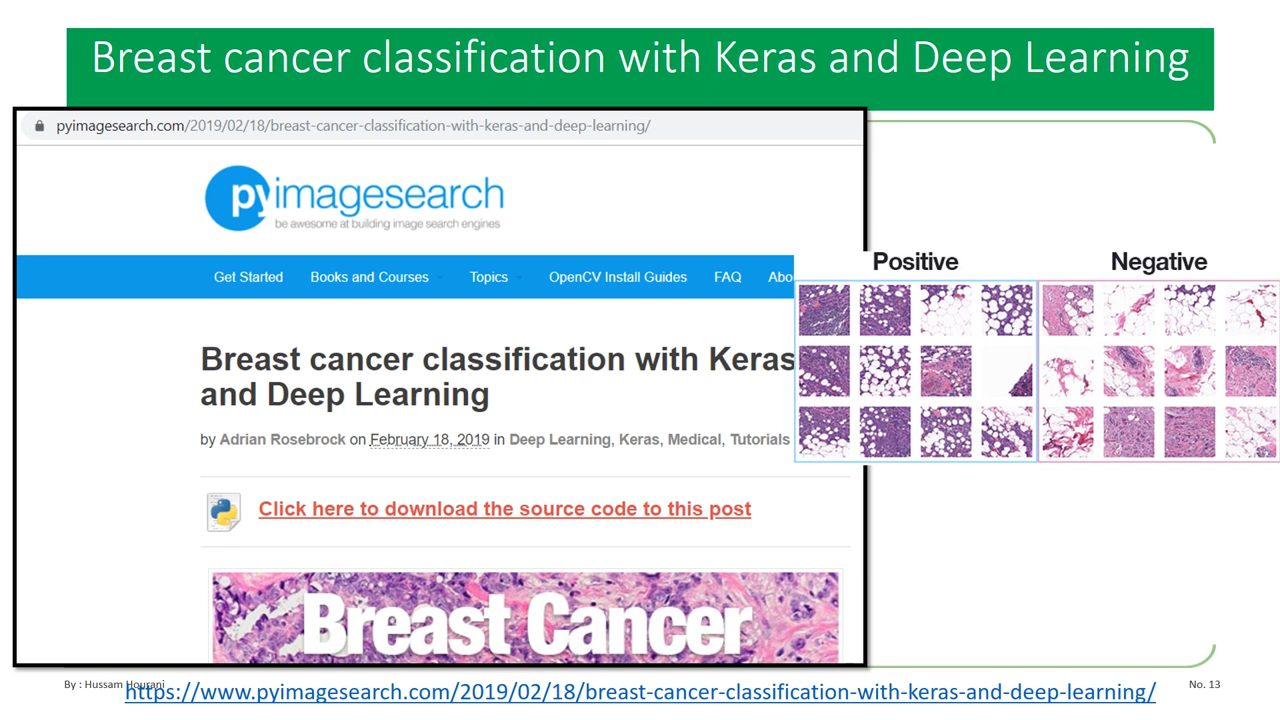 Breast cancer classification with Keras and Deep Learning
pyimagesearch.com/2019/02/18/breast-cancer-classification-with-keras-and-deep-learning/
pyimagesearch
be awesome at building image search engines
Get Started Books and Courses Topics OpenCV Install Guides FAQ Abo
Positive Negative
Breast cancer classification with Keras
and Deep Learning
by Adrian Rosebrock on February 18, 2019 in Deep Learning, Keras, Medical, Tutorials
Click here to download the source code to this post
Breast Cancer
By : Hussam Hourani
https://www.pyimagesearch.com/2019/02/18/breast-cancer-classification-with-keras-and-deep-learning/
No. 13